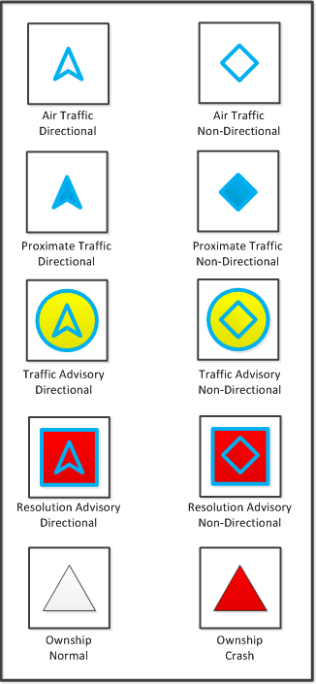 Air Traffic
Directional
Air Traffic
Non-Directional
Proximate Traffic
Directional
Proximate Traffic
Non-Directional
Traffic Advisory
Directional
Traffic Advisory
Non-Directional
Resolution Advisory
Directional
Resolution Advisory
Non-Directional
Ownship
Normal
Ownship
Crash